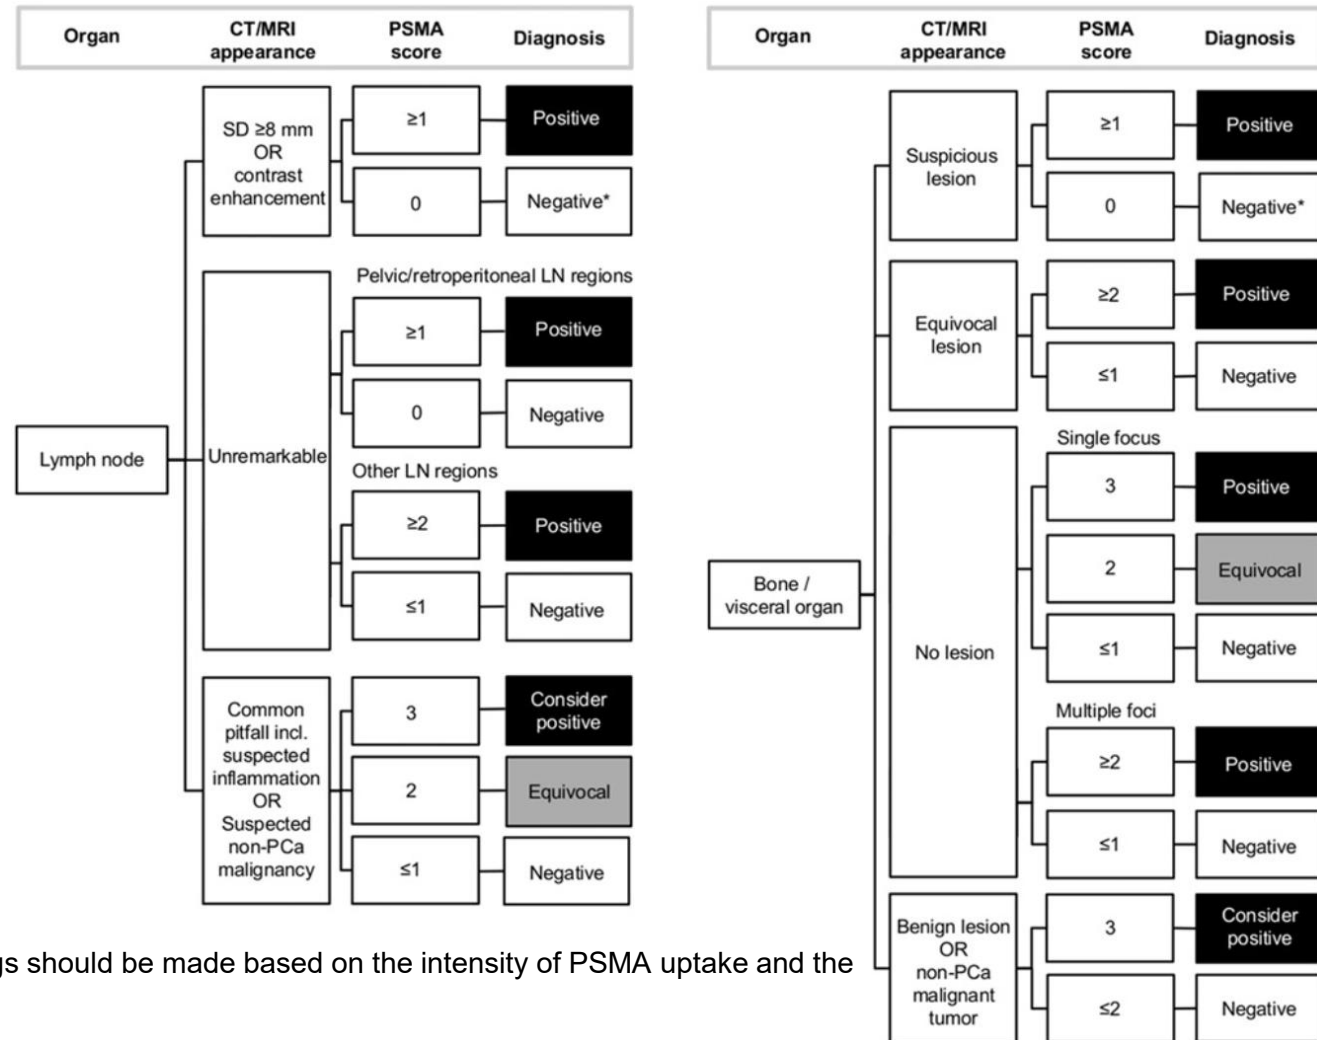 Organ
CT/MRI
appearance
PSMA
score
Diagnosis
Lymph node
SD ≥8 mm
OR
contrast
enhancement
≥1
Positive
0
Negative*
Unremarkable
Pelvic/retroperitoneal LN regions
≥1
Positive
0
Negative
Other LN regions
≥2
Positive
≤1
Negative
Common
pitfall incl.
suspected
inflammation
OR
Suspected
non-PCa
malignancy
3
Consider
positive
2
Equivocal
≤1
Negative
gs should be made based on the intensity of PSMA uptake and the
Organ
CT/MRI
appearance
PSMA
score
Diagnosis
Bone /
visceral organ
Suspicious
lesion
≥1
Positive
0
Negative*
Equivocal
lesion
≥2
Positive
≤1
Negative
No lesion
Single focus
3
Positive
2
Equivocal
≤1
Negative
Multiple foci
≥2
Positive
≤1
Negative
Benign lesion
OR
non-PCa
malignant
tumor
3
Consider
positive
≤2
Negative